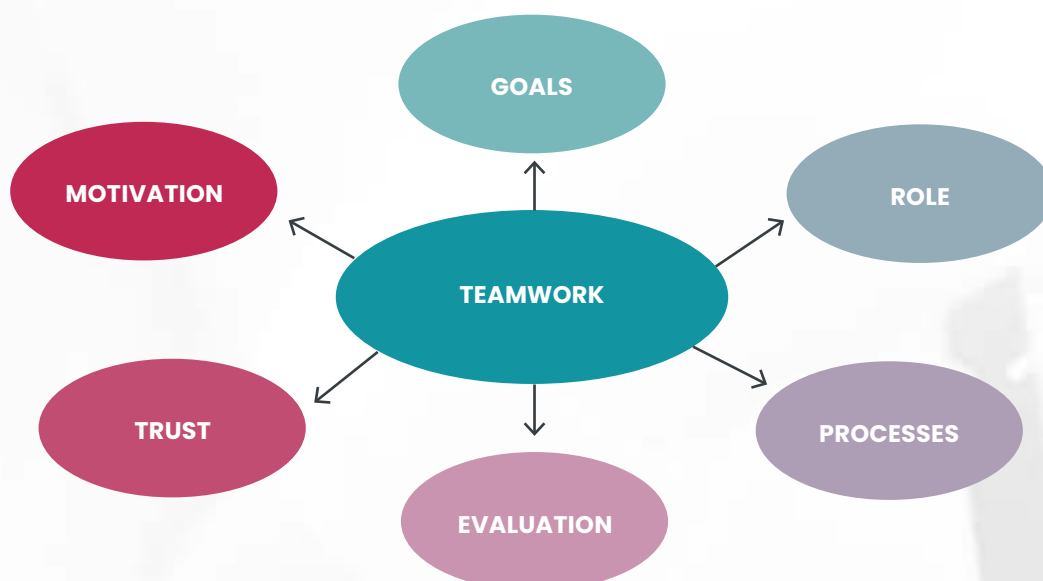 GOALS
MOTIVATION
ROLE
TEAMWORK
TRUST
PROCESSES
EVALUATION